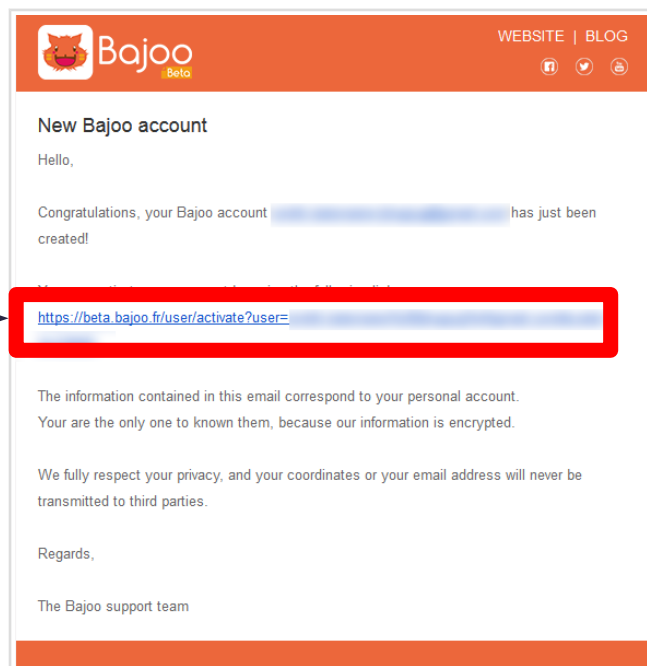 Bajoo
Beta
WEBSITE | BLOG
New Bajoo account
Hello,
Congratulations, your Bajoo account has just been
created!
https://beta.bajoo.fr/user/activate?user=
The information contained in this email correspond to your personal account.
Your are the only one to known them, because our information is encrypted.
We fully respect your privacy, and your coordinates or your email address will never be
transmitted to third parties.
Regards,
The Bajoo support team